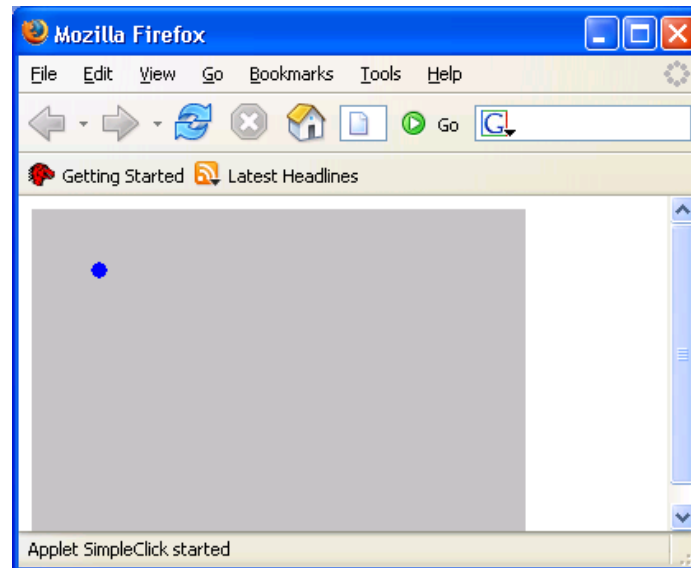 Mozilla Firefox
File Edit View Go Bookmarks Tools Help
Go G
Getting Started Latest Headlines
Applet SimpleClick started